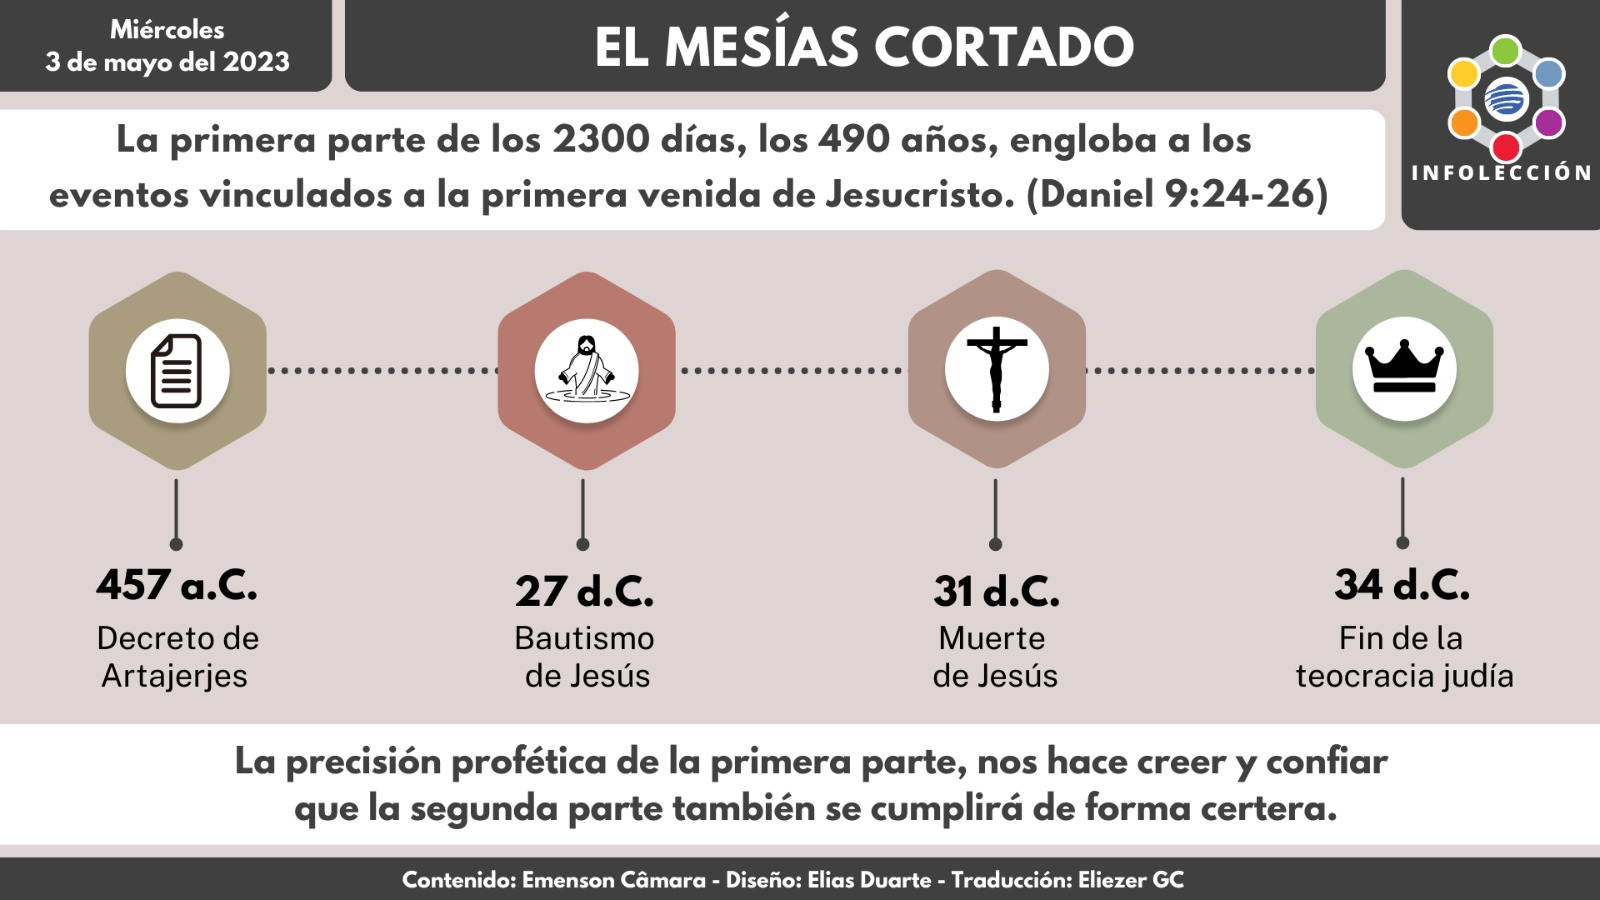 Miércoles
3 de mayo del 2023
EL MESÍAS CORTADO
INFOLECCIÓN
La primera parte de los 2300 días, los 490 años, engloba a los
eventos vinculados a la primera venida de Jesucristo. (Daniel 9:24-26)
457 a.C.
Decreto de
Artajerjes
27 d.C.
Bautismo
de Jesús
31 d.C.
Muerte
de Jesús
34 d.C.
Fin de la
teocracia judía
La precisión profética de la primera parte, nos hace creer y confiar
que la segunda parte también se cumplirá de forma certera.
Contenido: Emenson Câmara - Diseño: Elias Duarte - Traducción: Eliezer GC